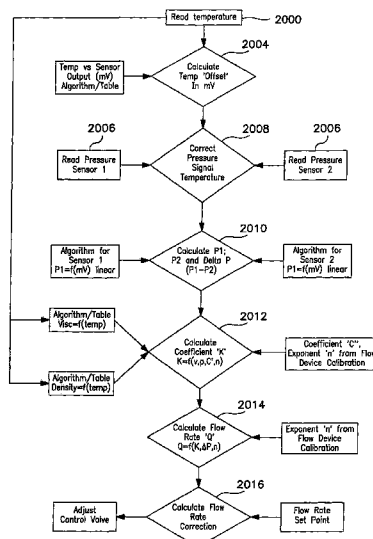 Read temperature
2000
2004
Temp vs Sensor
Output (mV)
Algorithm/Table
Calculate
Temp 'Offset'
In mV
2006
2008
2006
Read Pressure
Sensor 1
Correct
Pressure
Signal
Temperature
Read Pressure
Sensor 2
2010
Algorithm for
Sensor 1
P1=f(mV) linear
Calculate P1;
P2 and Delta P
(P1-P2)
Algorithm for
Sensor 2
P1=f(mV) linear
2012
Algorithm/Table
Visc=f(temp)
Calculate
Coefficient 'K'
K=f(v,p,C',n)
Coefficient 'C'',
Exponent 'n' from Flow
Device Calibration
Algorithm/Table
Density=f(temp)
2014
Calculate Flow
Rate 'Q'
Q=f(K,ΔP,n)
Exponent 'n' from
Flow Device
Calibration
2016
Adjust
Control Valve
Calculate Flow
Rate
Correction
Flow Rate
Set Point